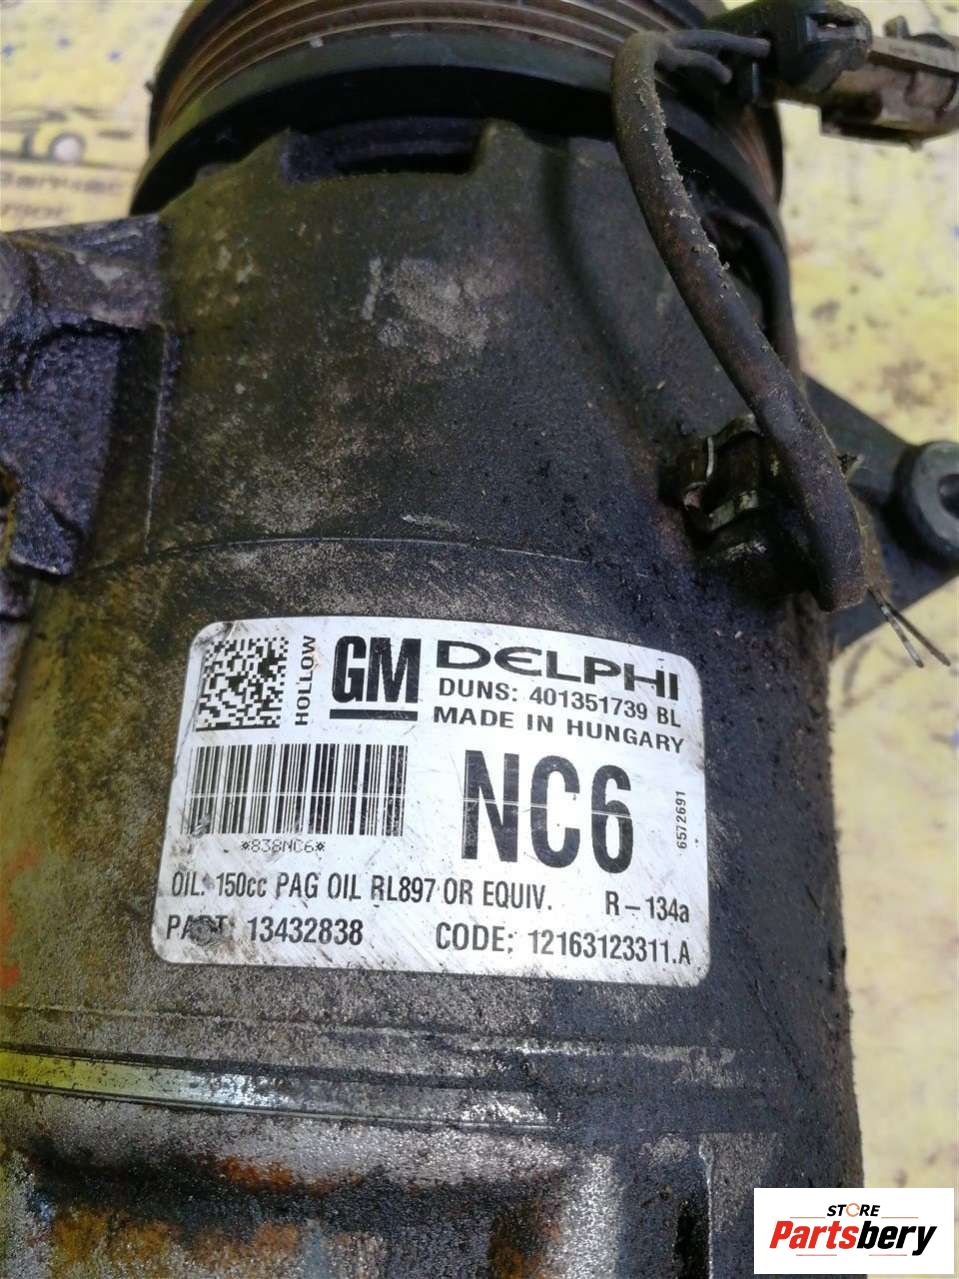 HOLLOW
GM
DELPHI
DUNS: 401351739 BL
MADE IN HUNGARY
NC6
6572691
*838NC6*
OIL: 150cc PAG OIL RL897 OR EQUIV.
R-134a
PART: 13432838
CODE: 12163123311.A
STORE
Partsbery